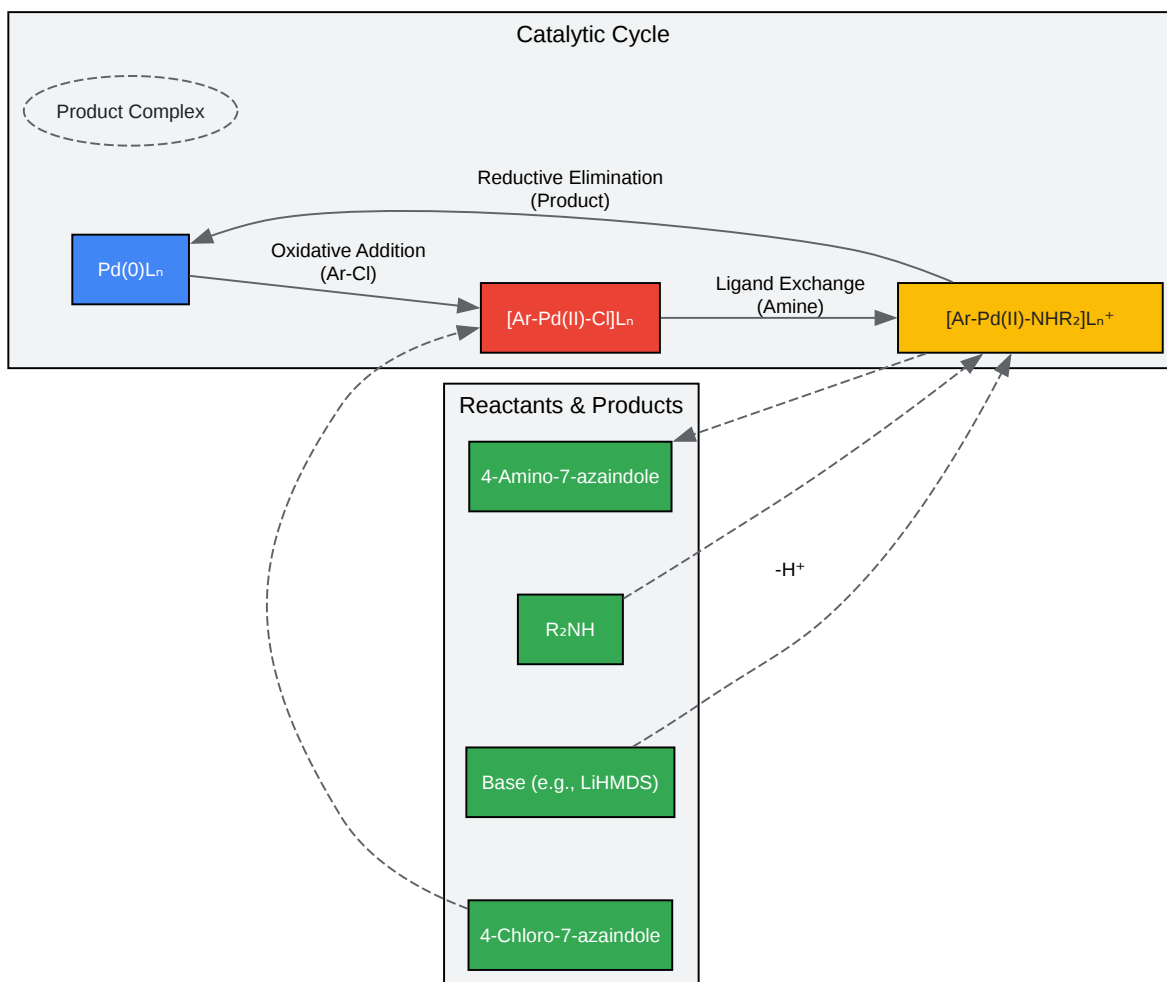 Catalytic Cycle
Product Complex
Reductive Elimination
(Product)
Pd(0)Lₙ
Oxidative Addition
(Ar-Cl)
[Ar-Pd(II)-Cl]Lₙ
Ligand Exchange
(Amine)
[Ar-Pd(II)-NHR₂]Lₙ⁺
Reactants & Products
4-Amino-7-azaindole
-H⁺
R₂NH
Base (e.g., LiHMDS)
4-Chloro-7-azaindole